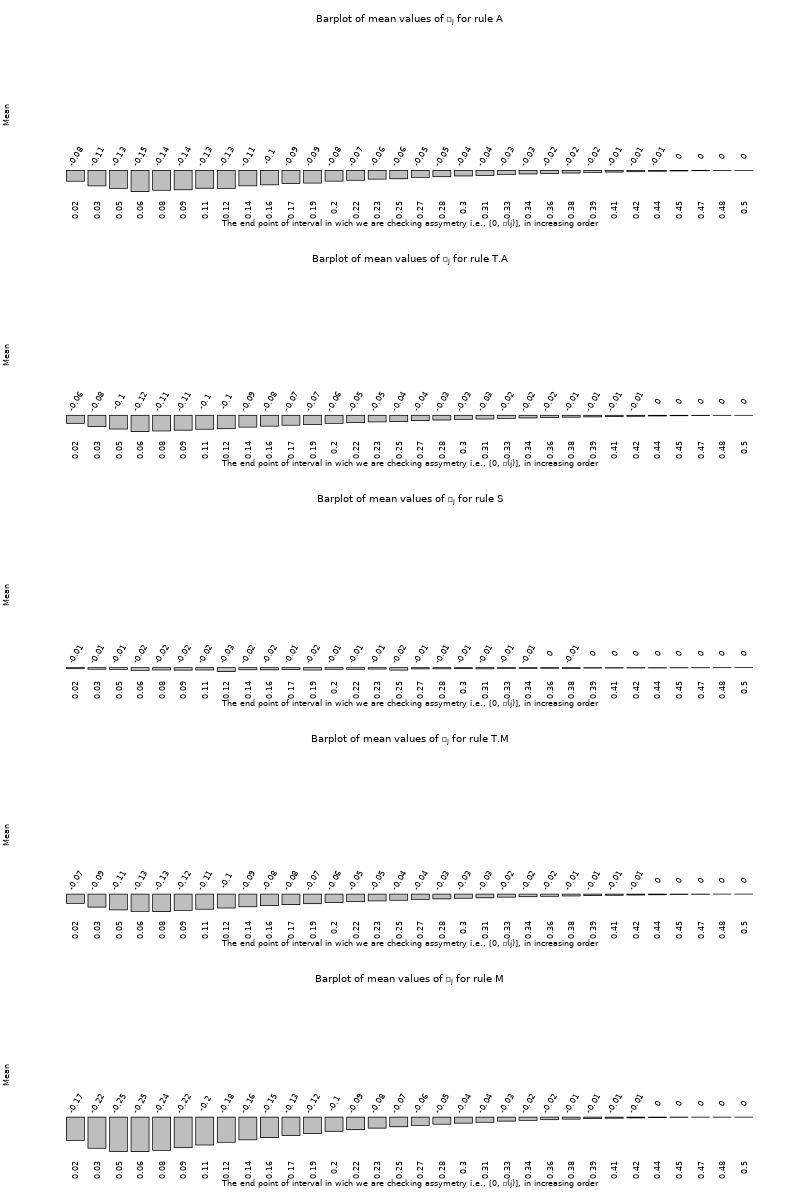 Barplot of mean values of □j for rule A
Mean
-0.08 -0.11 -0.13 -0.15 -0.14 -0.14 -0.13 -0.13 -0.11 -0.1 -0.09 -0.09 -0.08 -0.07 -0.06 -0.06 -0.05 -0.05 -0.04 -0.04 -0.03 -0.03 -0.02 -0.02 -0.02 -0.01 -0.01 -0.01 0 0 0 0
0.02 0.03 0.05 0.06 0.08 0.09 0.11 0.12 0.14 0.16 0.17 0.19 0.2 0.22 0.23 0.25 0.27 0.28 0.3 0.31 0.33 0.34 0.36 0.38 0.39 0.41 0.42 0.44 0.45 0.47 0.48 0.5
The end point of interval in wich we are checking assymetry i.e., [0, □(j)], in increasing order
Barplot of mean values of □j for rule T.A
Mean
-0.06 -0.08 -0.1 -0.12 -0.11 -0.11 -0.1 -0.1 -0.09 -0.08 -0.07 -0.07 -0.06 -0.05 -0.05 -0.04 -0.04 -0.03 -0.03 -0.03 -0.02 -0.02 -0.02 -0.01 -0.01 -0.01 -0.01 0 0 0 0 0
0.02 0.03 0.05 0.06 0.08 0.09 0.11 0.12 0.14 0.16 0.17 0.19 0.2 0.22 0.23 0.25 0.27 0.28 0.3 0.31 0.33 0.34 0.36 0.38 0.39 0.41 0.42 0.44 0.45 0.47 0.48 0.5
The end point of interval in wich we are checking assymetry i.e., [0, □(j)], in increasing order
Barplot of mean values of □j for rule S
Mean
-0.01 -0.01 -0.01 -0.02 -0.02 -0.02 -0.02 -0.03 -0.02 -0.02 -0.01 -0.02 -0.01 -0.01 -0.01 -0.02 -0.01 -0.01 -0.01 -0.01 -0.01 -0.01 0 -0.01 0 0 0 0 0 0 0 0
0.02 0.03 0.05 0.06 0.08 0.09 0.11 0.12 0.14 0.16 0.17 0.19 0.2 0.22 0.23 0.25 0.27 0.28 0.3 0.31 0.33 0.34 0.36 0.38 0.39 0.41 0.42 0.44 0.45 0.47 0.48 0.5
The end point of interval in wich we are checking assymetry i.e., [0, □(j)], in increasing order
Barplot of mean values of □j for rule T.M
Mean
-0.07 -0.09 -0.11 -0.13 -0.13 -0.12 -0.11 -0.1 -0.09 -0.08 -0.08 -0.07 -0.06 -0.05 -0.05 -0.04 -0.04 -0.03 -0.03 -0.03 -0.02 -0.02 -0.02 -0.01 -0.01 -0.01 -0.01 0 0 0 0 0
0.02 0.03 0.05 0.06 0.08 0.09 0.11 0.12 0.14 0.16 0.17 0.19 0.2 0.22 0.23 0.25 0.27 0.28 0.3 0.31 0.33 0.34 0.36 0.38 0.39 0.41 0.42 0.44 0.45 0.47 0.48 0.5
The end point of interval in wich we are checking assymetry i.e., [0, □(j)], in increasing order
Barplot of mean values of □j for rule M
Mean
-0.17 -0.22 -0.25 -0.25 -0.24 -0.22 -0.2 -0.18 -0.16 -0.15 -0.13 -0.12 -0.1 -0.09 -0.08 -0.07 -0.06 -0.05 -0.04 -0.04 -0.03 -0.02 -0.02 -0.01 -0.01 -0.01 -0.01 0 0 0 0 0
0.02 0.03 0.05 0.06 0.08 0.09 0.11 0.12 0.14 0.16 0.17 0.19 0.2 0.22 0.23 0.25 0.27 0.28 0.3 0.31 0.33 0.34 0.36 0.38 0.39 0.41 0.42 0.44 0.45 0.47 0.48 0.5
The end point of interval in wich we are checking assymetry i.e., [0, □(j)], in increasing order